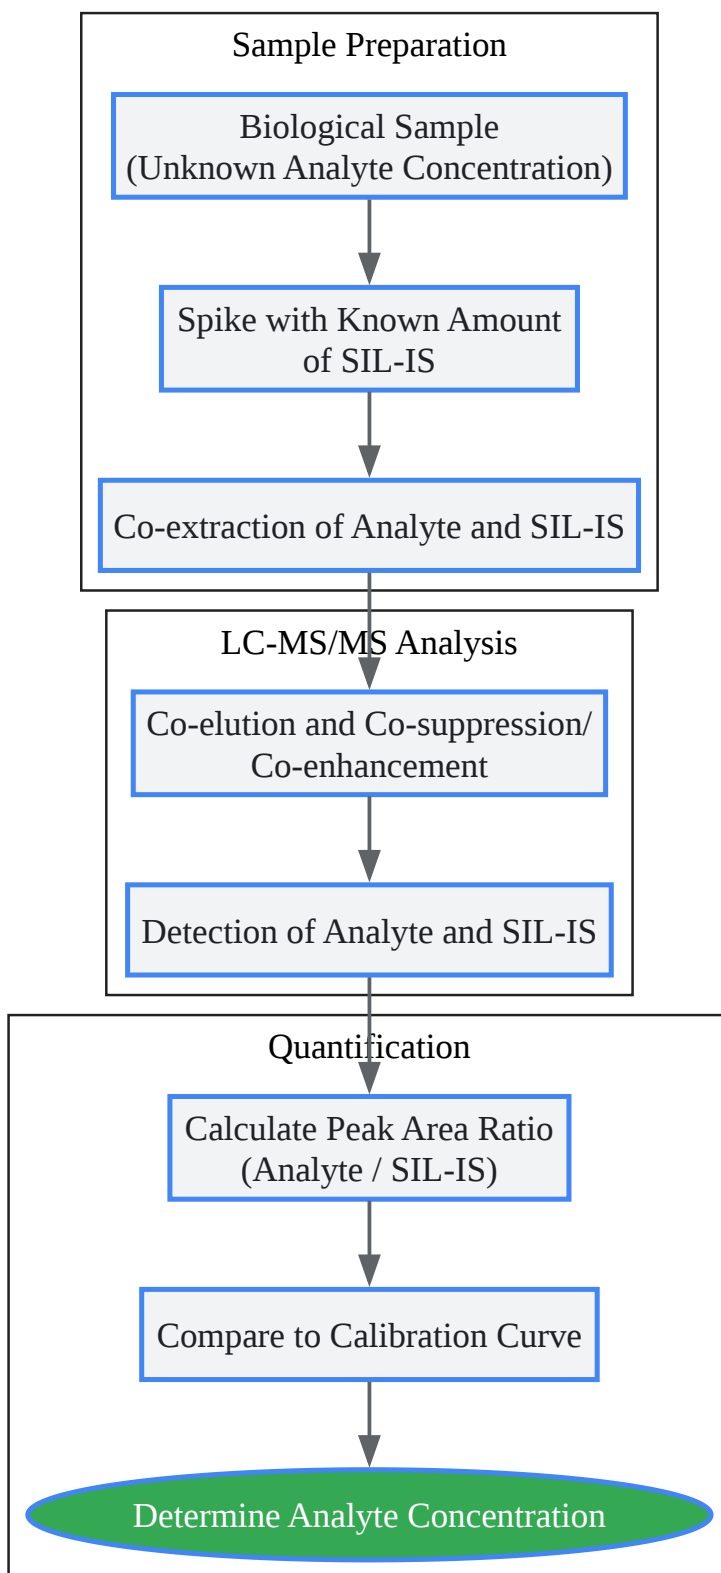 Sample Preparation
Biological Sample
(Unknown Analyte Concentration)
Spike with Known Amount
of SIL-IS
Co-extraction of Analyte and SIL-IS
LC-MS/MS Analysis
Co-elution and Co-suppression/
Co-enhancement
Detection of Analyte and SIL-IS
Quantification
Calculate Peak Area Ratio
(Analyte / SIL-IS)
Compare to Calibration Curve
Determine Analyte Concentration